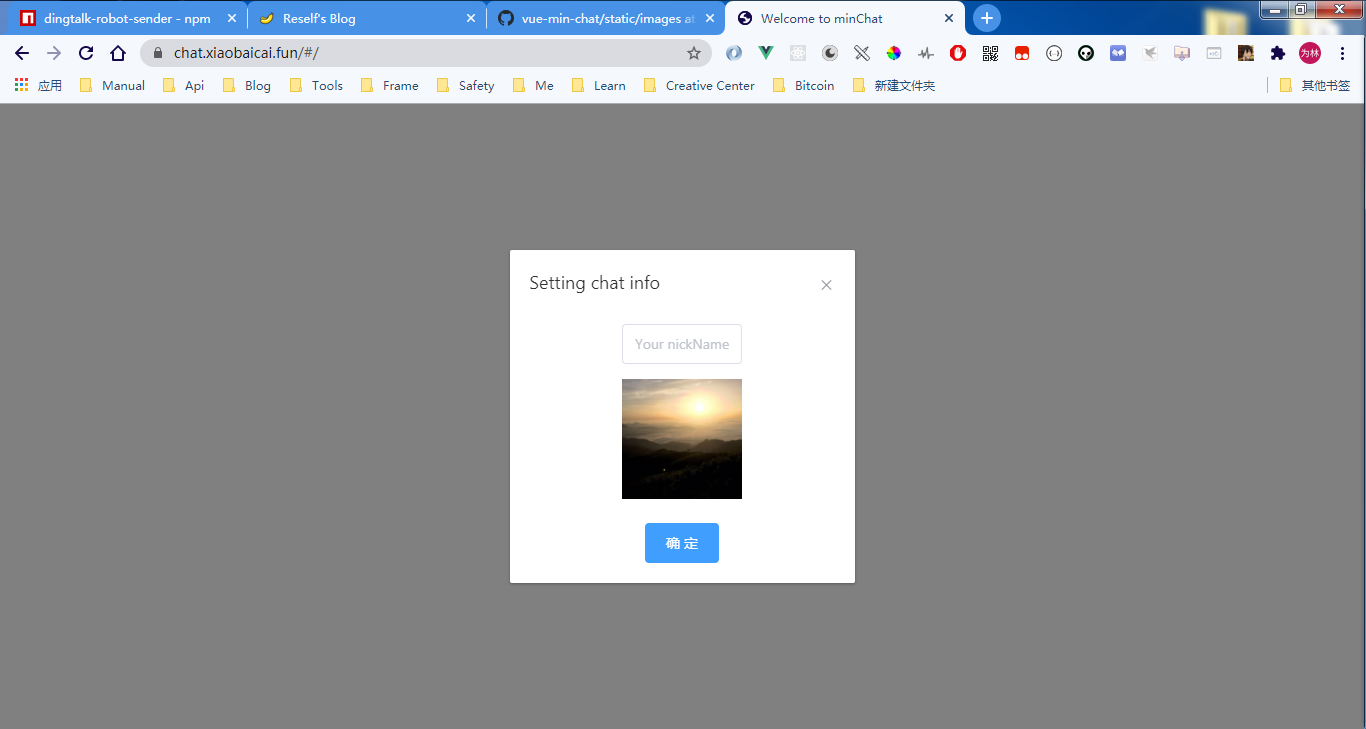 dingtalk-robot-sender - npm
Reself's Blog
vue-min-chat/static/images at
Welcome to minChat
chat.xiaobaicai.fun/#/
为林
应用
Manual
Api
Blog
Tools
Frame
Safety
Me
Learn
Creative Center
Bitcoin
新建文件夹
其他书签
Setting chat info
Your nickName
确 定